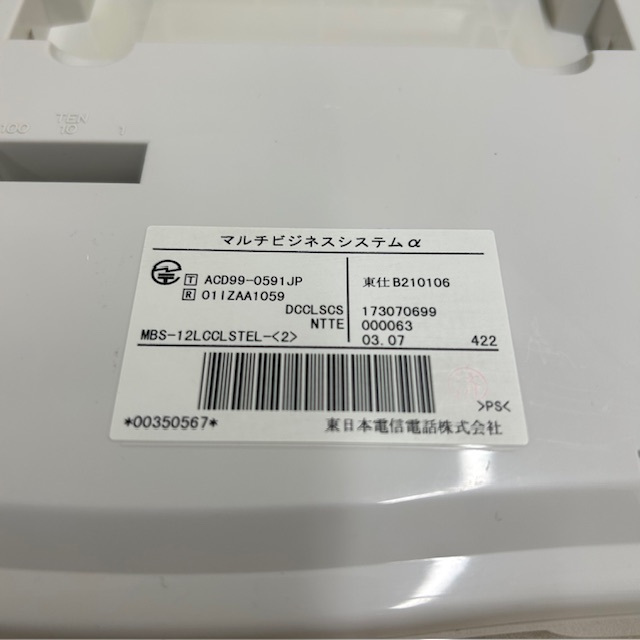 マルチビジネスシステムα
T ACD99-0591JP
R 011ZAA1059
東仕B210106
DCCLSCS 173070699
NTTE 000063
MBS-12LCCLSTEL-<2> 03.07 422
>PS<
*00350567* 東日本電信電話株式会社